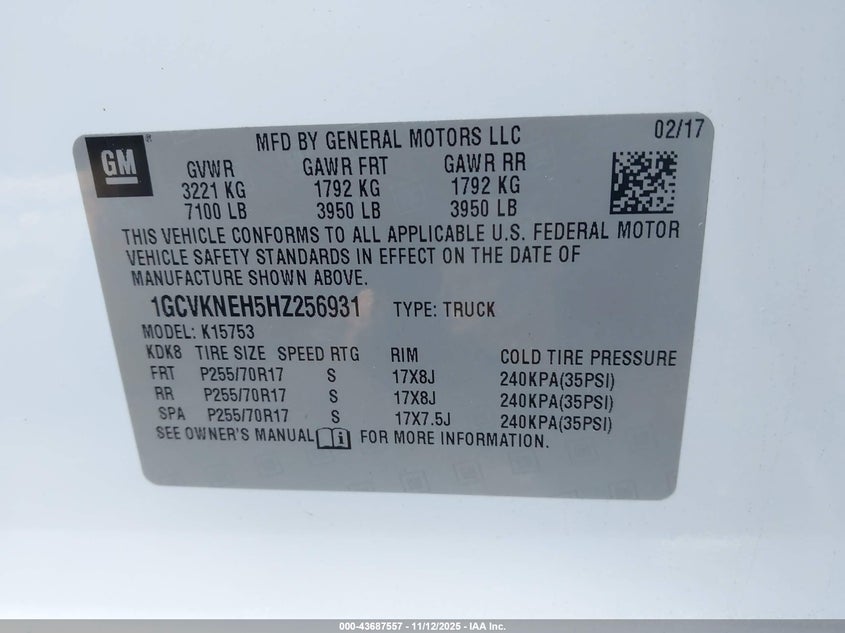 GM
MFD BY GENERAL MOTORS LLC 02/17
GVWR GAWR FRT GAWR RR
3221 KG 1792 KG 1792 KG
7100 LB 3950 LB 3950 LB
THIS VEHICLE CONFORMS TO ALL APPLICABLE U.S. FEDERAL MOTOR
VEHICLE SAFETY STANDARDS IN EFFECT ON THE DATE OF
MANUFACTURE SHOWN ABOVE.
1GCVKNEH5HZ256931 TYPE: TRUCK
MODEL: K15753
KDK8 TIRE SIZE SPEED RTG RIM COLD TIRE PRESSURE
FRT P255/70R17 S 17X8J 240KPA(35PSI)
RR P255/70R17 S 17X8J 240KPA(35PSI)
SPA P255/70R17 S 17X7.5J 240KPA(35PSI)
SEE OWNER'S MANUAL i FOR MORE INFORMATION.
000-43687557 - 11/12/2025 - IAA Inc.